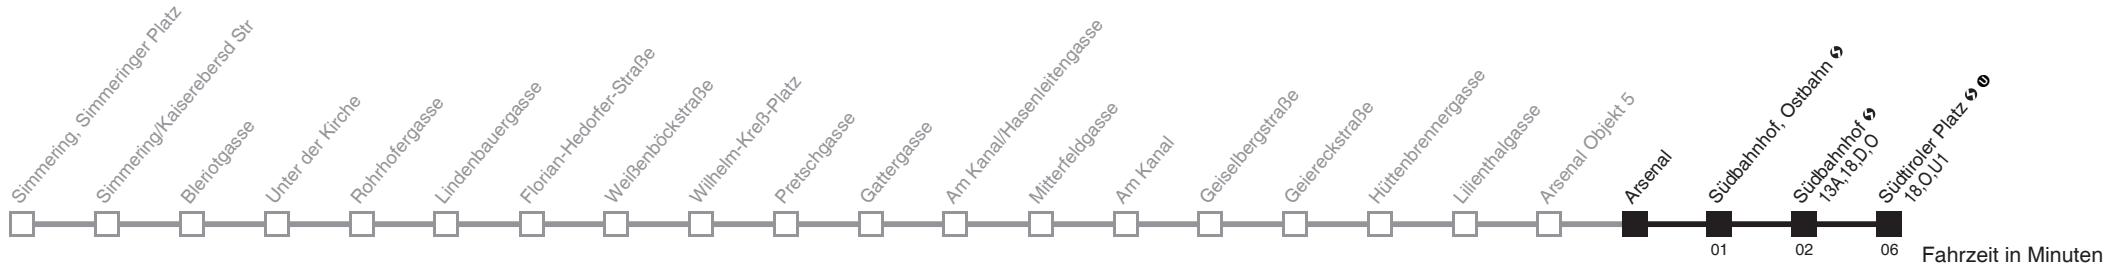 Simmering, Simmeringer Platz
Simmering/Kaiserebersd Str
Bleriotgasse
Unter der Kirche
Rohrhofergasse
Lindenbauergasse
Florian-Hedorfer-Straße
Weißenböckstraße
Wilhelm-Kreß-Platz
Pretschgasse
Gattergasse
Am Kanal/Hasenleitengasse
Mitterfeldgasse
Am Kanal
Geiselbergstraße
Geiereckstraße
Hüttenbrennergasse
Lilienthalgasse
Arsenal Objekt 5
Arsenal
Südbahnhof, Ostbahn S
Südbahnhof S
13A,18,D,O
Südtiroler Platz S U
18,O,U1
01
02
06
Fahrzeit in Minuten